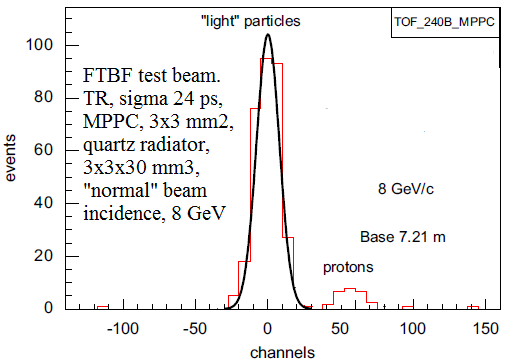 "light" particles
TOF_240B_MPPC
FTBF test beam.
TR, sigma 24 ps,
MPPC, 3x3 mm2,
quartz radiator,
3x3x30 mm3,
"normal" beam
incidence, 8 GeV
8 GeV/c
Base 7.21 m
protons
events
100
80
60
40
20
0
-100
-50
0
50
100
150
channels